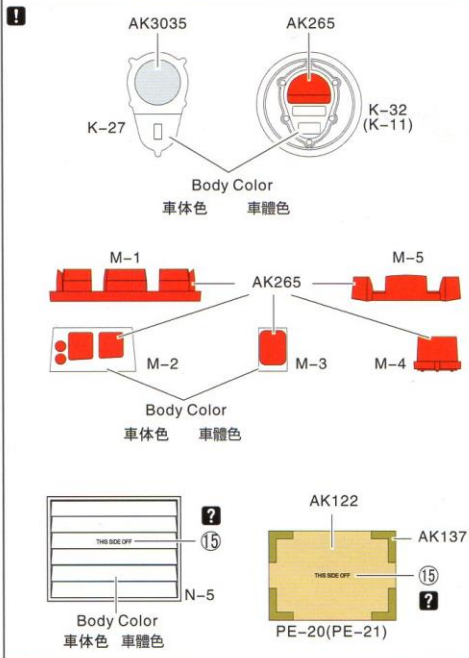 !
AK3035
AK265
K-27
K-32
(K-11)
Body Color
車体色 車體色
M-1
M-5
AK265
M-2
M-3
M-4
Body Color
車体色 車體色
?
THIS SIDE OFF
⑮
N-5
Body Color
車体色 車體色
AK122
AK137
THIS SIDE OFF
⑮
?
PE-20(PE-21)